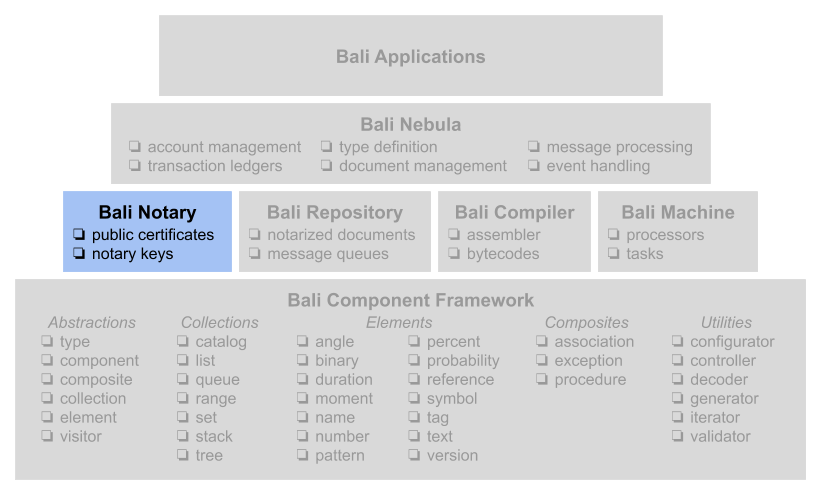 Bali Applications
Bali Nebula
❏ account management ❏ type definition ❏ message processing
❏ transaction ledgers ❏ document management ❏ event handling
Bali Notary
❏ public certificates
❏ notary keys
Bali Repository
❏ notarized documents
❏ message queues
Bali Compiler
❏ assembler
❏ bytecodes
Bali Machine
❏ processors
❏ tasks
Bali Component Framework
Abstractions
❏ type
❏ component
❏ composite
❏ collection
❏ element
❏ visitor
Collections
❏ catalog
❏ list
❏ queue
❏ range
❏ set
❏ stack
❏ tree
Elements
❏ angle
❏ binary
❏ duration
❏ moment
❏ name
❏ number
❏ pattern
❏ percent
❏ probability
❏ reference
❏ symbol
❏ tag
❏ text
❏ version
Composites
❏ association
❏ exception
❏ procedure
Utilities
❏ configurator
❏ controller
❏ decoder
❏ generator
❏ iterator
❏ validator